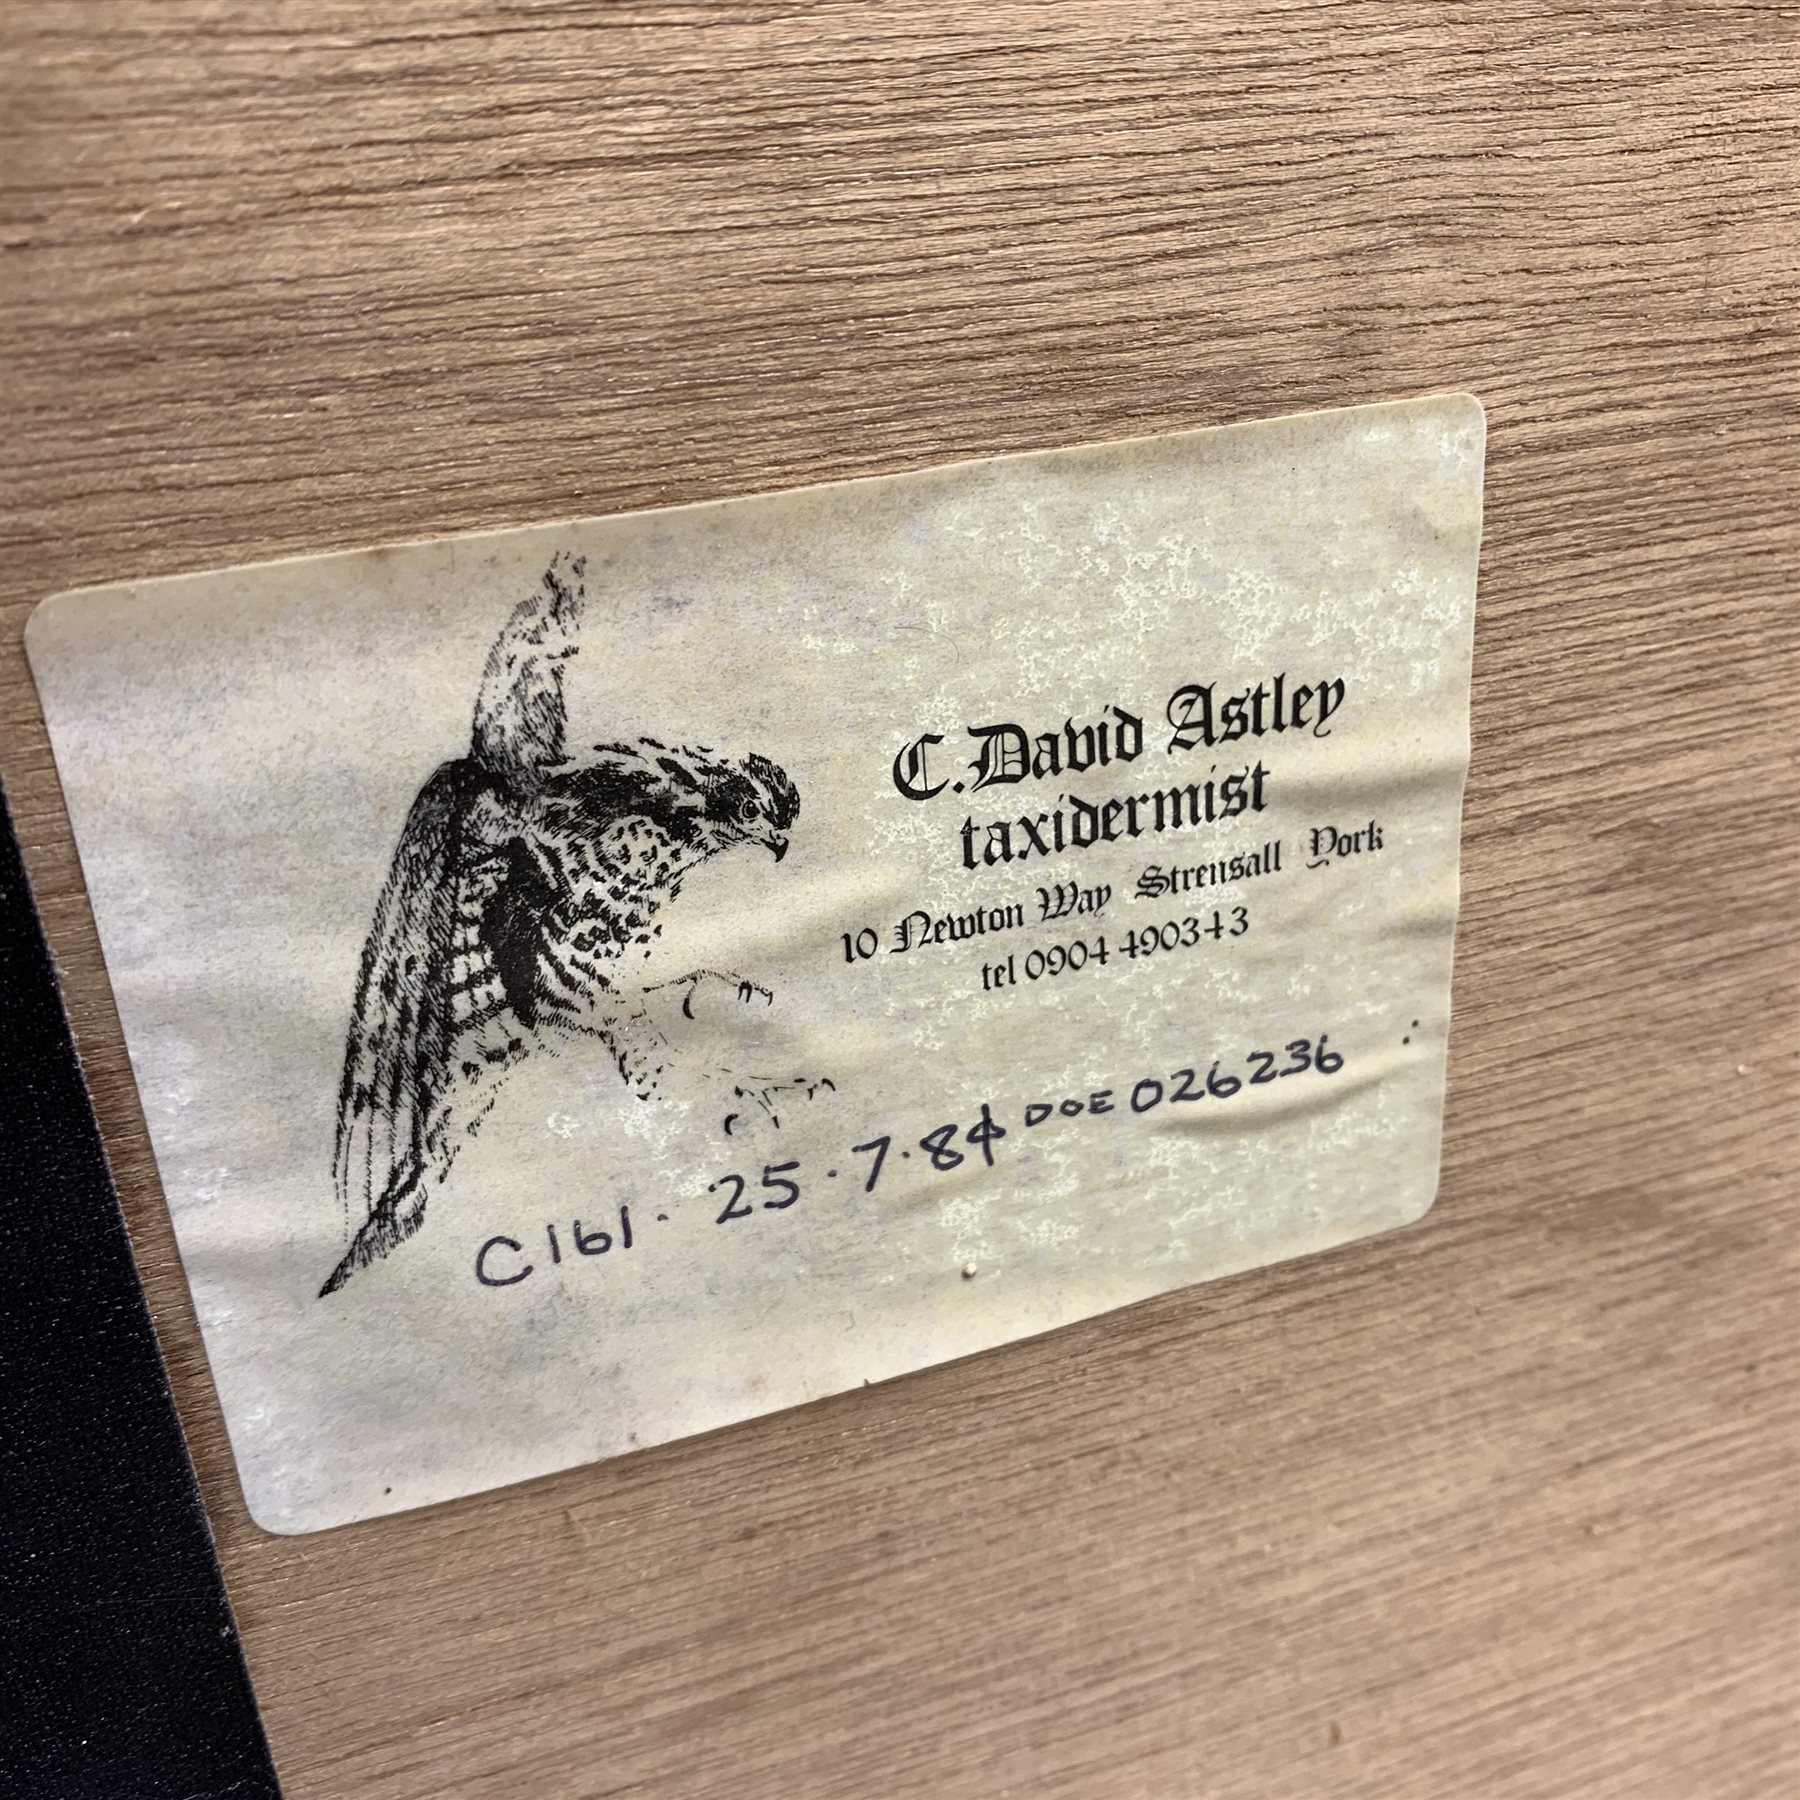 C. David Astley
taxidermist
10 Newton Way Strensall York
tel 0904 490343
C161 . 25 . 7 . 84 DOE 026236